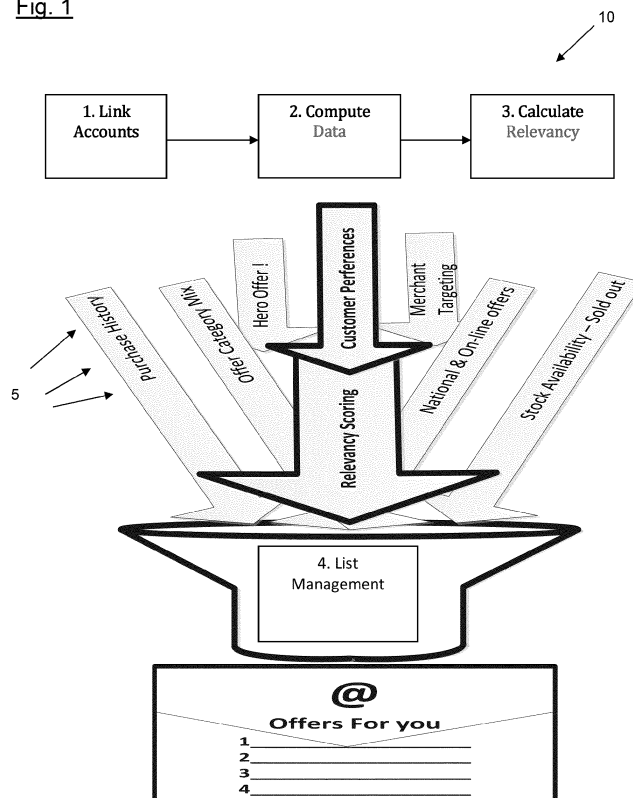 Fig. 1
10
1. Link
Accounts
2. Compute
Data
3. Calculate
Relevancy
Purchase History
Offer Category Mix
Hero Offer !
Customer Perferences
Merchant
Targeting
National & On-line offers
Stock Availability – Sold out
5
Relevancy Scoring
4. List
Management
@
Offers For you
1
2
3
4